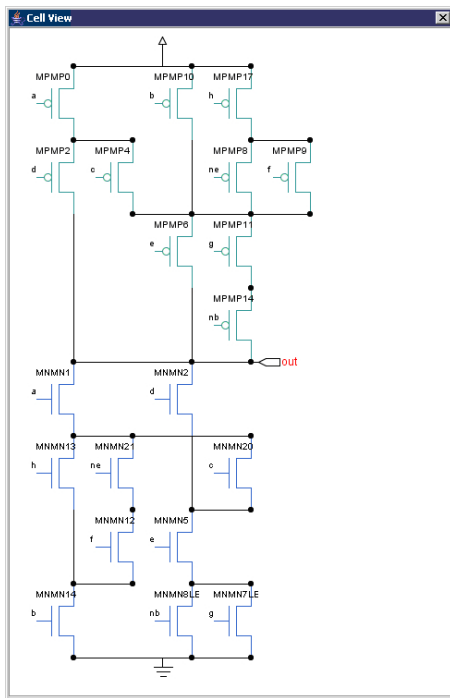 Cell View
MPMP0 MPMP10 MPMP17
a b h
MPMP2 MPMP4 MPMP8 MPMP9
d c ne f
MPMP6 MPMP11
e g
MPMP14
nb
out
MNMN1 MNMN2
a d
MNMN13 MNMN21 MNMN20
h ne c
MNMN12 MNMN5
f e
MNMN14 MNMN8LE MNMN7LE
b nb g